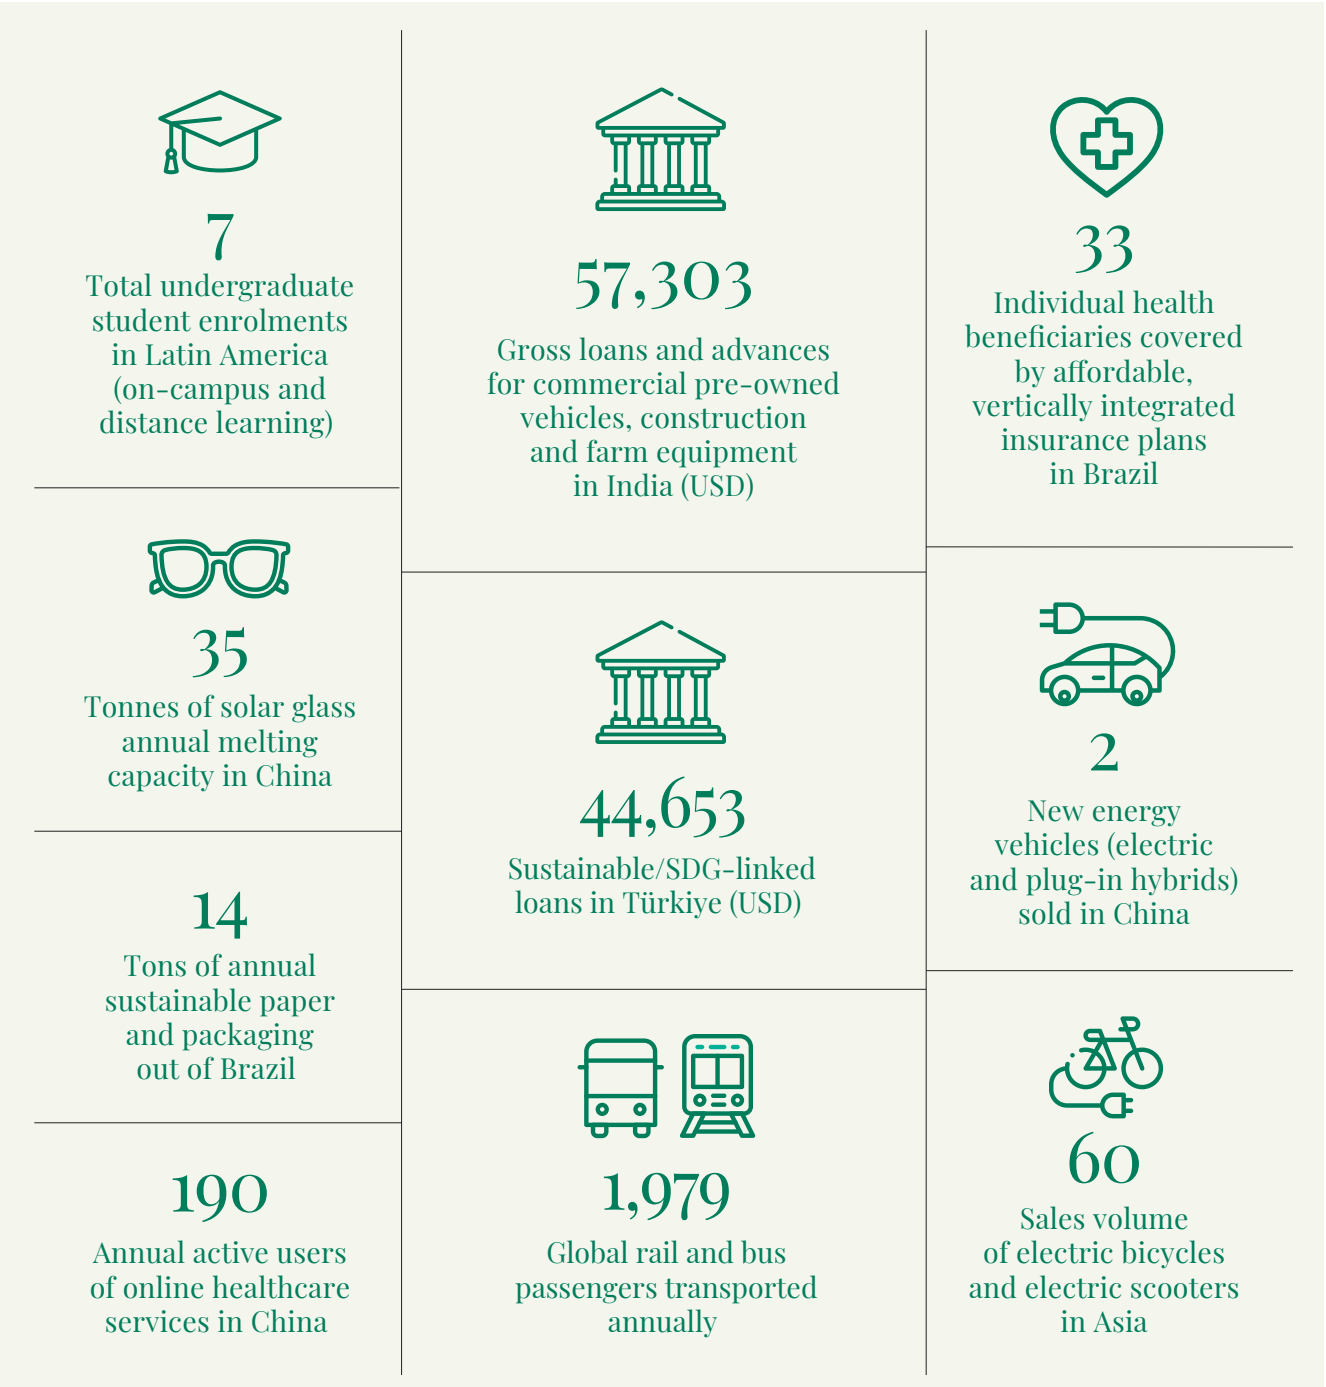 7
Total undergraduate
student enrolments
in Latin America
(on-campus and
distance learning)
35
Tonnes of solar glass
annual melting
capacity in China
14
Tons of annual
sustainable paper
and packaging
out of Brazil
190
Annual active users
of online healthcare
services in China
57,303
Gross loans and advances
for commercial pre-owned
vehicles, construction
and farm equipment
in India (USD)
44,653
Sustainable/SDG-linked
loans in Türkiye (USD)
1,979
Global rail and bus
passengers transported
annually
33
Individual health
beneficiaries covered
by affordable,
vertically integrated
insurance plans
in Brazil
2
New energy
vehicles (electric
and plug-in hybrids)
sold in China
60
Sales volume
of electric bicycles
and electric scooters
in Asia